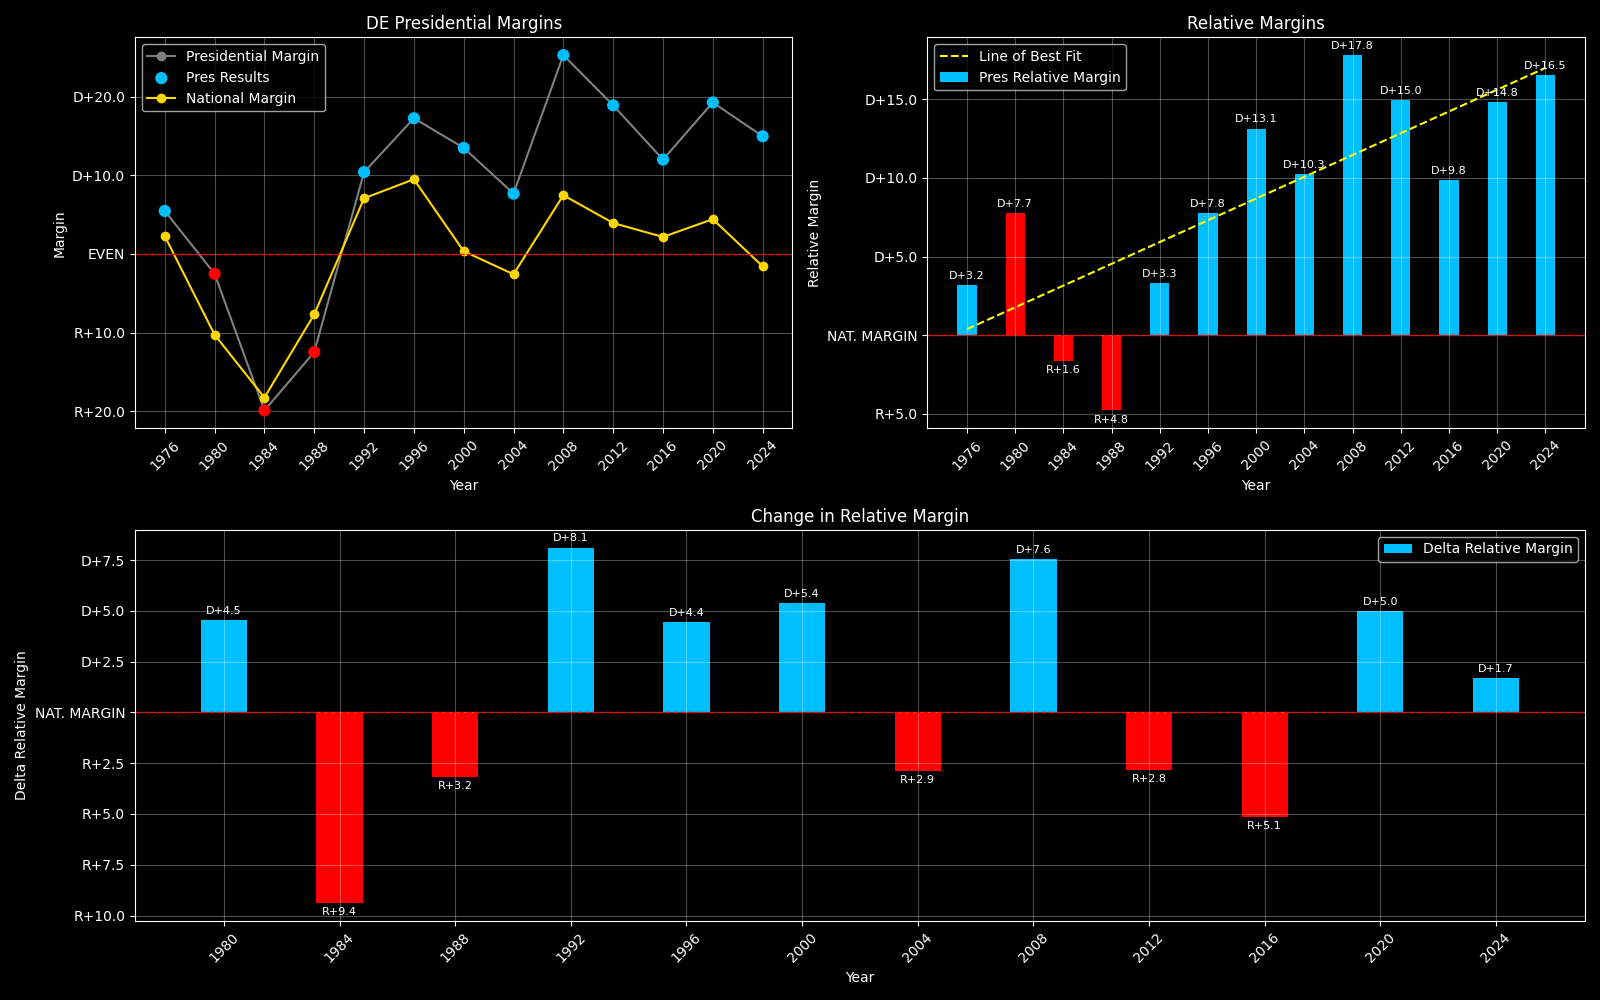 DE Presidential Margins
Presidential Margin
Pres Results
National Margin
Margin
D+20.0
D+10.0
EVEN
R+10.0
R+20.0
1976
1980
1984
1988
1992
1996
2000
2004
2008
2012
2016
2020
2024
Year
Relative Margins
Line of Best Fit
Pres Relative Margin
Relative Margin
D+15.0
D+10.0
D+5.0
NAT. MARGIN
R+5.0
D+3.2
D+7.7
R+1.6
R+4.8
D+3.3
D+7.8
D+13.1
D+10.3
D+17.8
D+15.0
D+9.8
D+14.8
D+16.5
1976
1980
1984
1988
1992
1996
2000
2004
2008
2012
2016
2020
2024
Year
Change in Relative Margin
Delta Relative Margin
Delta Relative Margin
D+7.5
D+5.0
D+2.5
NAT. MARGIN
R+2.5
R+5.0
R+7.5
R+10.0
D+4.5
R+9.4
R+3.2
D+8.1
D+4.4
D+5.4
R+2.9
D+7.6
R+2.8
R+5.1
D+5.0
D+1.7
1980
1984
1988
1992
1996
2000
2004
2008
2012
2016
2020
2024
Year